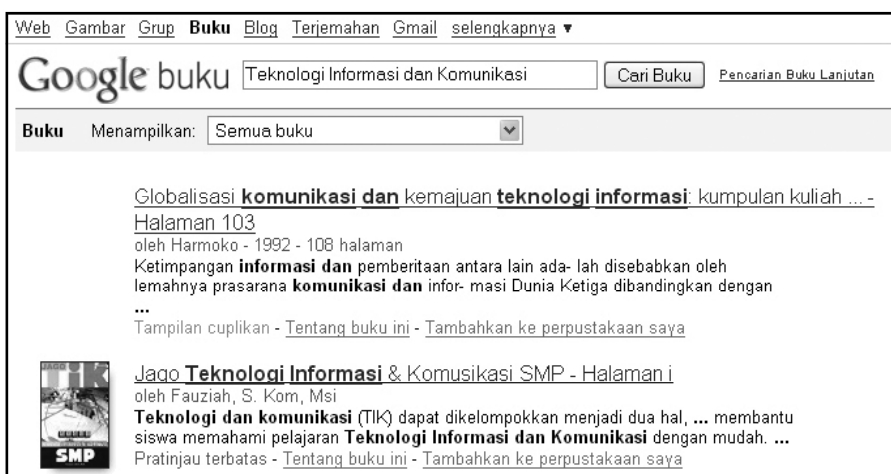 Web Gambar Grup Buku Blog Terjemahan Gmail selengkapnya ▼
Google buku Teknologi Informasi dan Komunikasi Cari Buku Pencarian Buku Lanjutan
Buku Menampilkan: Semua buku
Globalisasi komunikasi dan kemajuan teknologi informasi: kumpulan kuliah ... -
Halaman 103
oleh Harmoko - 1992 - 108 halaman
Ketimpangan informasi dan pemberitaan antara lain ada- lah disebabkan oleh
lemahnya prasarana komunikasi dan infor- masi Dunia Ketiga dibandingkan dengan
...
Tampilan cuplikan - Tentang buku ini - Tambahkan ke perpustakaan saya
Jago Teknologi Informasi & Komusikasi SMP - Halaman i
oleh Fauziah, S. Kom, Msi
Teknologi dan komunikasi (TIK) dapat dikelompokkan menjadi dua hal, ... membantu
siswa memahami pelajaran Teknologi Informasi dan Komunikasi dengan mudah. ...
Pratinjau terbatas - Tentang buku ini - Tambahkan ke perpustakaan saya
JAGO
TiK
SMP